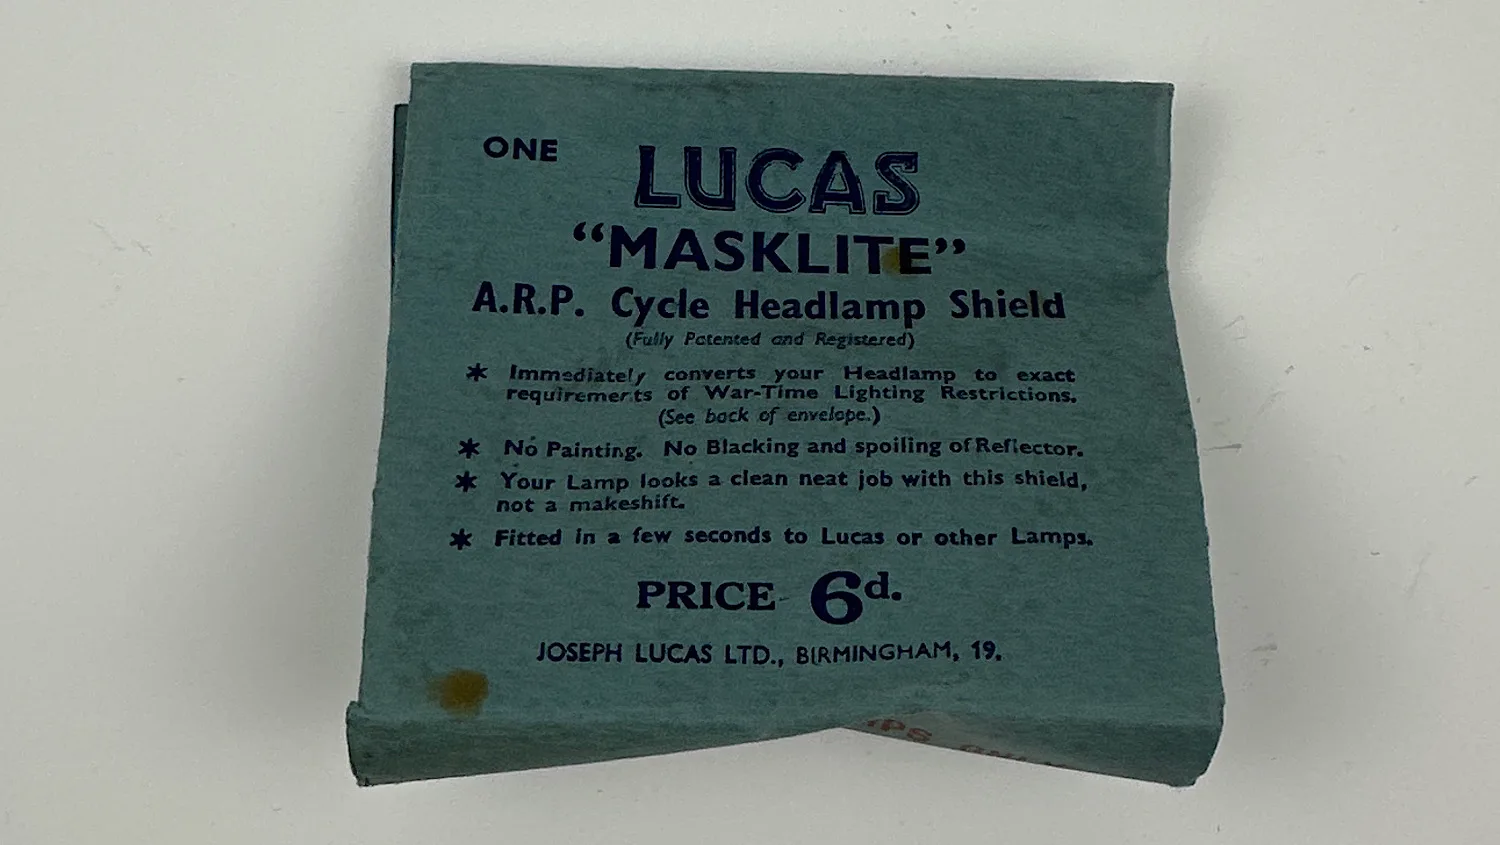 ONE LUCAS
“MASKLITE”
A.R.P. Cycle Headlamp Shield
(Fully Patented and Registered)
* Immediately converts your Headlamp to exact
requirements of War-Time Lighting Restrictions.
(See back of envelope.)
* No Painting. No Blacking and spoiling of Reflector.
* Your Lamp looks a clean neat job with this shield,
not a makeshift.
* Fitted in a few seconds to Lucas or other Lamps.
PRICE 6d.
JOSEPH LUCAS LTD., BIRMINGHAM, 19.